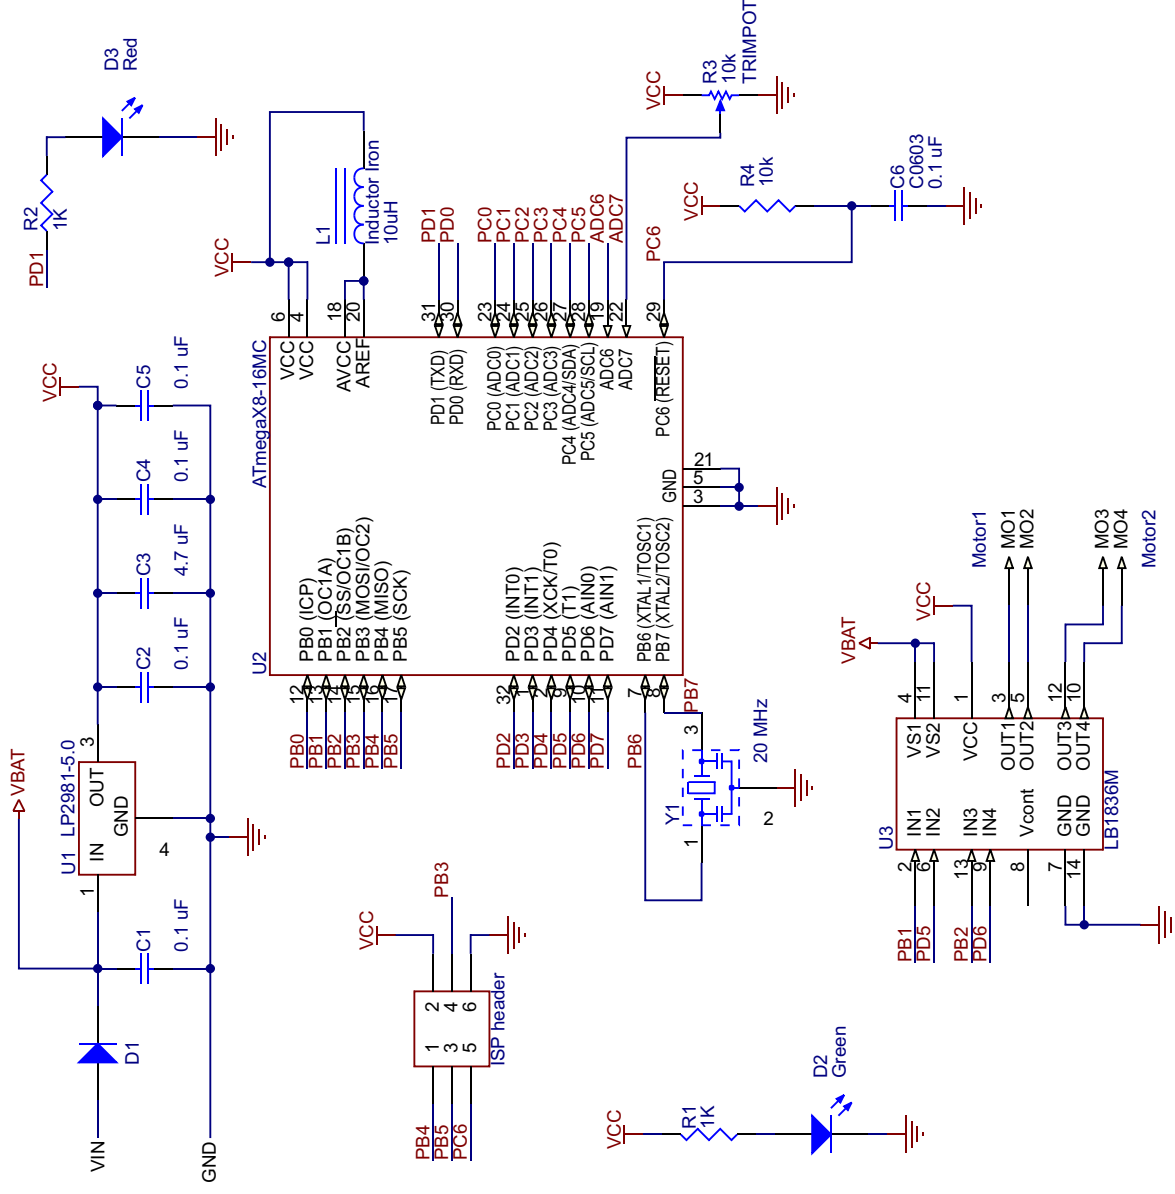 D3
Red
R2
1K
PD1
VCC
L1
Inductor Iron
10uH
VCC
R3
10k
TRIMPOT
VCC
R4
10k
C6
C0603
0.1 uF
PC6
VCC
C5
0.1 uF
C4
0.1 uF
C3
4.7 uF
C2
0.1 uF
VBAT
U1
LP2981-5.0
IN
OUT
GND
1
3
4
C1
0.1 uF
D1
VIN
GND
ATmegaX8-16MC
U2
6
4
18
20
VCC
VCC
AVCC
AREF
PD1
PD0
PC0
PC1
PC2
PC3
PC4
PC5
ADC6
ADC7
31
30
23
24
25
26
27
28
19
22
29
PD1 (TXD)
PD0 (RXD)
PC0 (ADC0)
PC1 (ADC1)
PC2 (ADC2)
PC3 (ADC3)
PC4 (ADC4/SDA)
PC5 (ADC5/SCL)
ADC6
ADC7
PC6 (RESET)
GND
21
5
3
PB0 (ICP)
PB1 (OC1A)
PB2 (SS/OC1B)
PB3 (MOSI/OC2)
PB4 (MISO)
PB5 (SCK)
PD2 (INT0)
PD3 (INT1)
PD4 (XCK/T0)
PD5 (T1)
PD6 (AIN0)
PD7 (AIN1)
PB6 (XTAL1/TOSC1)
PB7 (XTAL2/TOSC2)
12
13
14
15
16
17
32
1
2
9
10
11
7
8
PB0
PB1
PB2
PB3
PB4
PB5
PD2
PD3
PD4
PD5
PD6
PD7
PB6
PB7
Y1
20 MHz
3
1
2
VCC
PB3
2
4
6
1
3
5
ISP header
PB4
PB5
PC6
VCC
R1
1K
D2
Green
Motor1
MO1
MO2
MO3
MO4
Motor2
VCC
VBAT
4
11
1
3
5
12
10
VS1
VS2
VCC
OUT1
OUT2
OUT3
OUT4
U3
LB1836M
IN1
IN2
IN3
IN4
Vcont
GND
GND
2
6
13
9
8
7
14
PB1
PD5
PB2
PD6